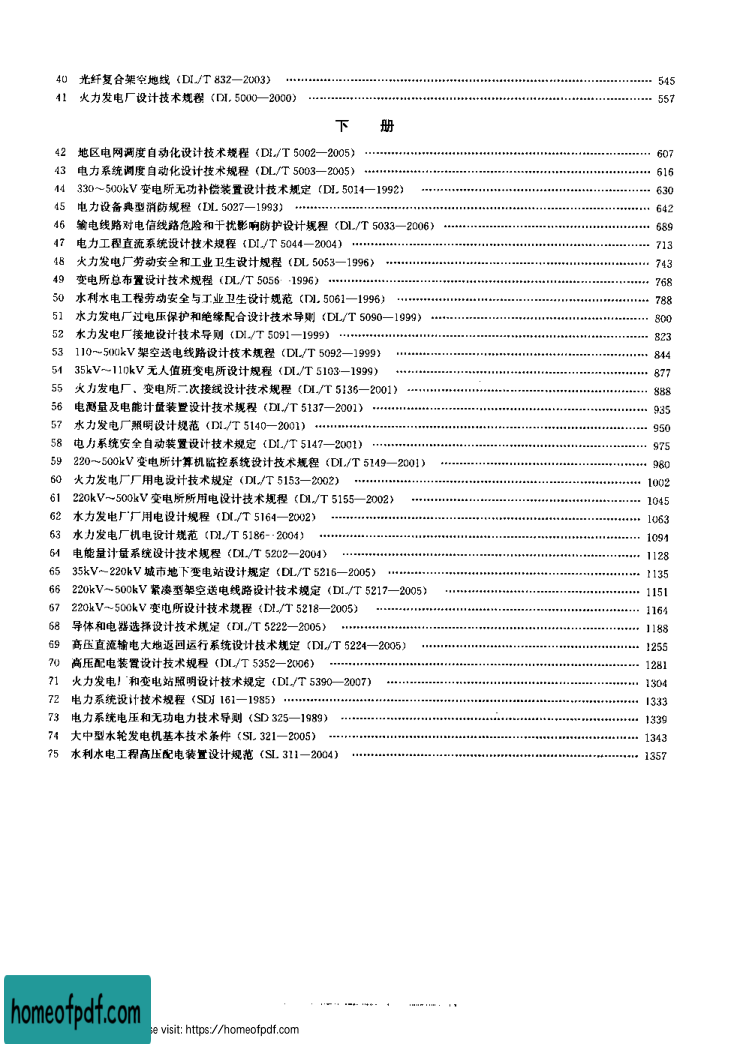 40 光纤复合架空地线（DL/T 832—2003） 545
41 火力发电厂设计技术规程（DL 5000—2000） 557
下 册
42 地区电网调度自动化设计技术规程（DL/T 5002—2005） 607
43 电力系统调度自动化设计技术规程（DL/T 5003—2005） 616
44 330～500kV 变电所无功补偿装置设计技术规定（DL 5014—1992） 630
45 电力设备典型消防规程（DL 5027—1993） 642
46 输电线路对电信线路危险和干扰影响防护设计规程（DL/T 5033—2006） 689
47 电力工程直流系统设计技术规程（DL/T 5044—2004） 713
48 火力发电厂劳动安全和工业卫生设计规程（DL 5053—1996） 743
49 变电所总布置设计技术规程（DL/T 5056—1996） 768
50 水利水电工程劳动安全与工业卫生设计规范（DL 5061—1996） 788
51 水力发电厂过电压保护和绝缘配合设计技术导则（DL/T 5090—1999） 800
52 水力发电厂接地设计技术导则（DL/T 5091—1999） 823
53 110～500kV 架空送电线路设计技术规程（DL/T 5092—1999） 844
54 35kV～110kV 无人值班变电所设计规程（DL/T 5103—1999） 877
55 火力发电厂、变电所二次接线设计技术规程（DL/T 5136—2001） 888
56 电测量及电能计量装置设计技术规程（DL/T 5137—2001） 935
57 水力发电厂照明设计规范（DL/T 5140—2001） 950
58 电力系统安全自动装置设计技术规定（DL/T 5147—2001） 975
59 220～500kV 变电所计算机监控系统设计技术规程（DL/T 5149—2001） 980
60 火力发电厂厂用电设计技术规定（DL/T 5153—2002） 1002
61 220kV～500kV 变电所所用电设计技术规程（DL/T 5155—2002） 1045
62 水力发电厂厂用电设计规程（DL/T 5164—2002） 1063
63 水力发电厂机电设计规范（DL/T 5186—2004） 1094
64 电能量计量系统设计技术规程（DL/T 5202—2004） 1128
65 35kV～220kV 城市地下变电站设计规定（DL/T 5216—2005） 1135
66 220kV～500kV 紧凑型架空送电线路设计技术规定（DL/T 5217—2005） 1151
67 220kV～500kV 变电所设计技术规程（DL/T 5218—2005） 1164
68 导体和电器选择设计技术规定（DL/T 5222—2005） 1188
69 高压直流输电大地返回运行系统设计技术规定（DL/T 5224—2005） 1255
70 高压配电装置设计技术规程（DL/T 5352—2006） 1281
71 火力发电厂和变电站照明设计技术规定（DL/T 5390—2007） 1304
72 电力系统设计技术规程（SDJ 161—1985） 1333
73 电力系统电压和无功电力技术导则（SD 325—1989） 1339
74 大中型水轮发电机基本技术条件（SL 321—2005） 1343
75 水利水电工程高压配电装置设计规范（SL 311—2004） 1357
homeofpdf.com
se visit: https://homeofpdf.com